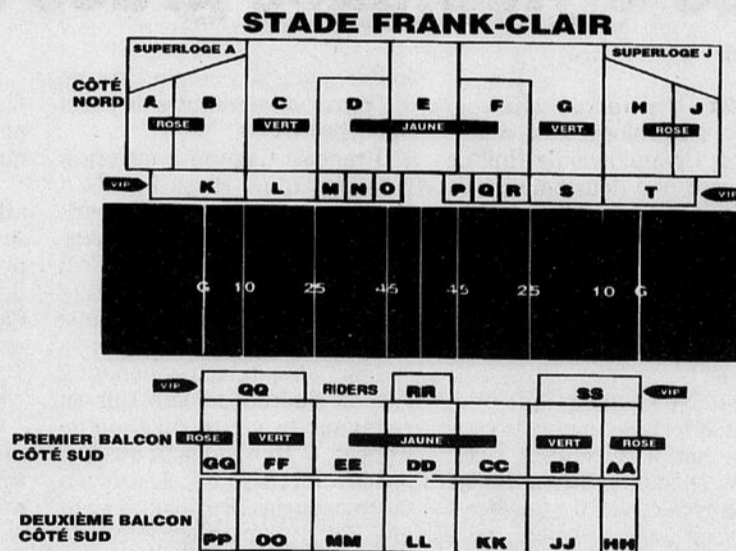 STADE FRANK-CLAIR
SUPERLOGE A SUPERLOGE J
CÔTÉ NORD
A B C D E F G H J
ROSE VERT JAUNE VERT ROSE
VIP K L M N O P Q R S T VIP
G 10 25 45 45 25 10 G
VIP QQ RIDERS RR SS VIP
PREMIER BALCON
CÔTÉ SUD
ROSE VERT JAUNE VERT ROSE
GG FF EE DD CC BB AA
DEUXIÈME BALCON
CÔTÉ SUD
PP OO MM LL KK JJ HH